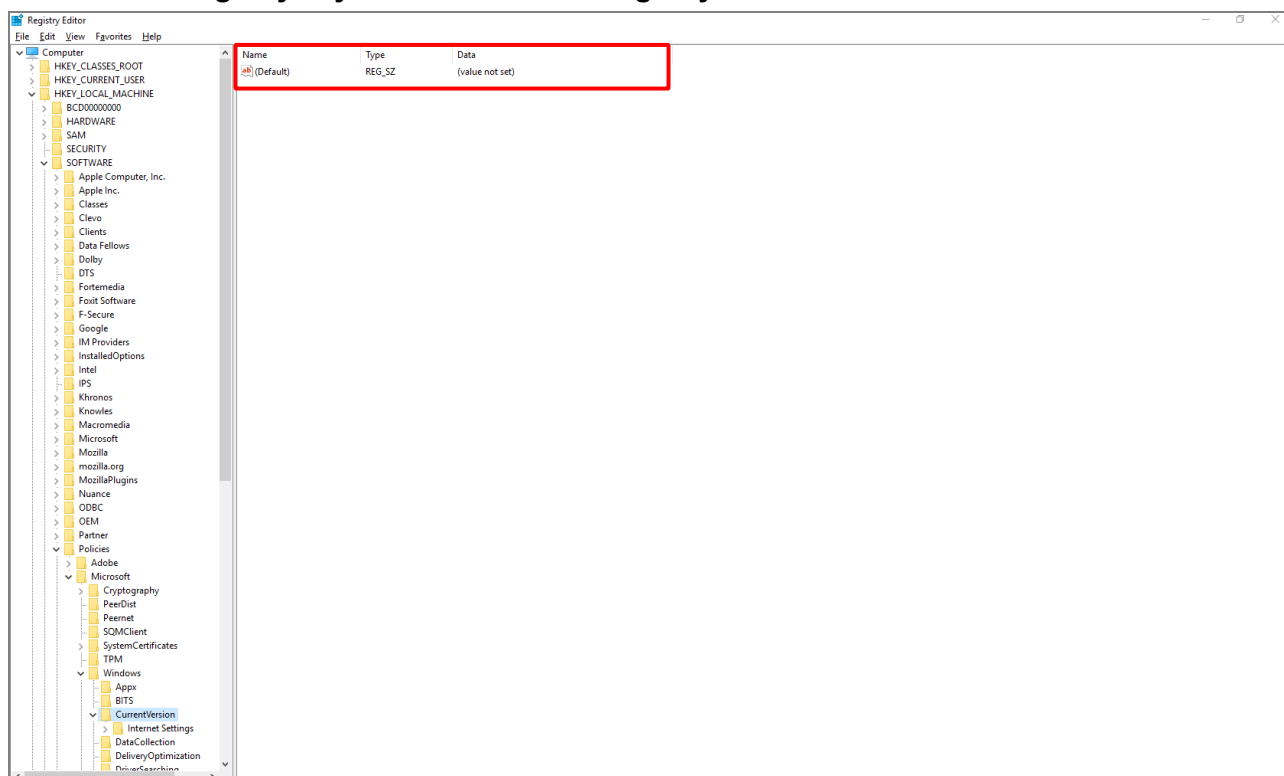 Registry Editor
File Edit View Favorites Help
Computer
HKEY_CLASSES_ROOT
HKEY_CURRENT_USER
HKEY_LOCAL_MACHINE
BCD00000000
HARDWARE
SAM
SECURITY
SOFTWARE
Apple Computer, Inc.
Apple Inc.
Classes
Clevo
Clients
Data Fellows
Dolby
DTS
Fortemedia
Foxit Software
F-Secure
Google
IM Providers
InstalledOptions
Intel
IPS
Khronos
Knowles
Macromedia
Microsoft
Mozilla
mozilla.org
MozillaPlugins
Nuance
ODBC
OEM
Partner
Policies
Adobe
Microsoft
Cryptography
PeerDist
Peernet
SQMClient
SystemCertificates
TPM
Windows
Appx
BITS
CurrentVersion
Internet Settings
DataCollection
DeliveryOptimization
DriverSearching
Name Type Data
ab (Default) REG_SZ (value not set)